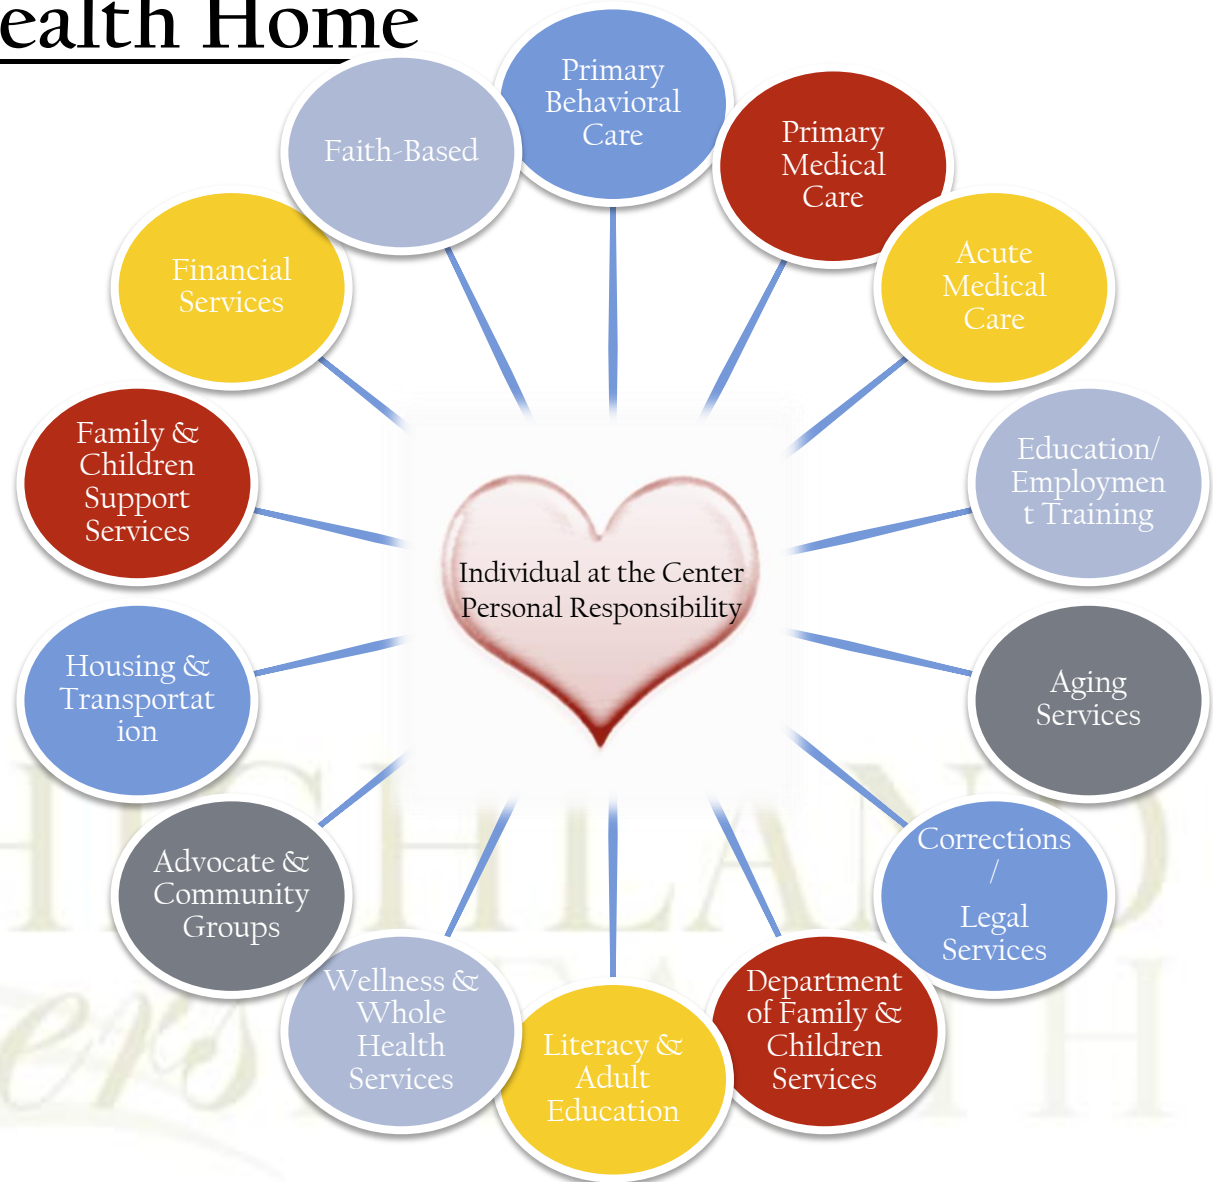 ealth Home
Primary
Behavioral
Care
Primary
Medical
Care
Acute
Medical
Care
Education/
Employmen
t Training
Aging
Services
Corrections
/
Legal
Services
Department
of Family &
Children
Services
Literacy &
Adult
Education
Wellness &
Whole
Health
Services
Advocate &
Community
Groups
Housing &
Transportat
ion
Family &
Children
Support
Services
Financial
Services
Faith-Based
Individual at the Center
Personal Responsibility
HIGHLAND
ers